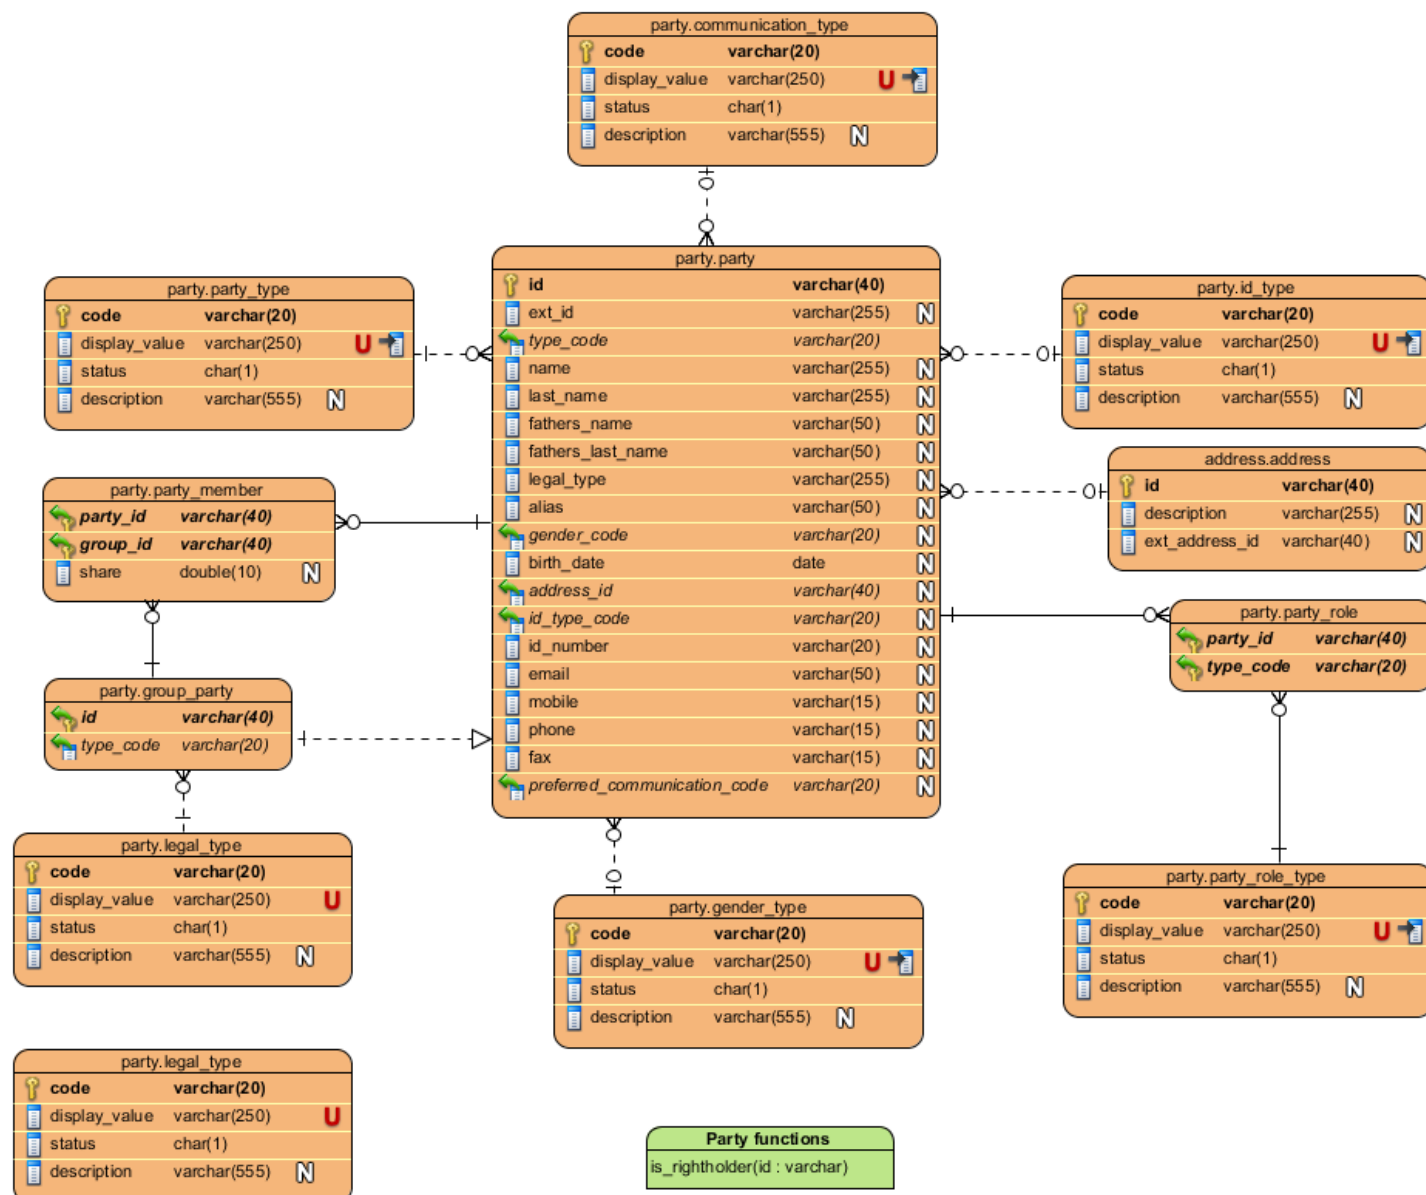 party.communication_type
code varchar(20)
display_value varchar(250) U
status char(1)
description varchar(555) N
party.party
id varchar(40)
ext_id varchar(255) N
type_code varchar(20)
name varchar(255) N
last_name varchar(255) N
fathers_name varchar(50) N
fathers_last_name varchar(50) N
legal_type varchar(255) N
alias varchar(50) N
gender_code varchar(20) N
birth_date date N
address_id varchar(40) N
id_type_code varchar(20) N
id_number varchar(20) N
email varchar(50) N
mobile varchar(15) N
phone varchar(15) N
fax varchar(15) N
preferred_communication_code varchar(20) N
party.party_type
code varchar(20)
display_value varchar(250) U
status char(1)
description varchar(555) N
party.id_type
code varchar(20)
display_value varchar(250) U
status char(1)
description varchar(555) N
party.party_member
party_id varchar(40)
group_id varchar(40)
share double(10) N
address.address
id varchar(40)
description varchar(255) N
ext_address_id varchar(40) N
party.party_role
party_id varchar(40)
type_code varchar(20)
party.group_party
id varchar(40)
type_code varchar(20)
party.legal_type
code varchar(20)
display_value varchar(250) U
status char(1)
description varchar(555) N
party.gender_type
code varchar(20)
display_value varchar(250) U
status char(1)
description varchar(555) N
party.party_role_type
code varchar(20)
display_value varchar(250) U
status char(1)
description varchar(555) N
party.legal_type
code varchar(20)
display_value varchar(250) U
status char(1)
description varchar(555) N
Party functions
is_rightholder(id : varchar)